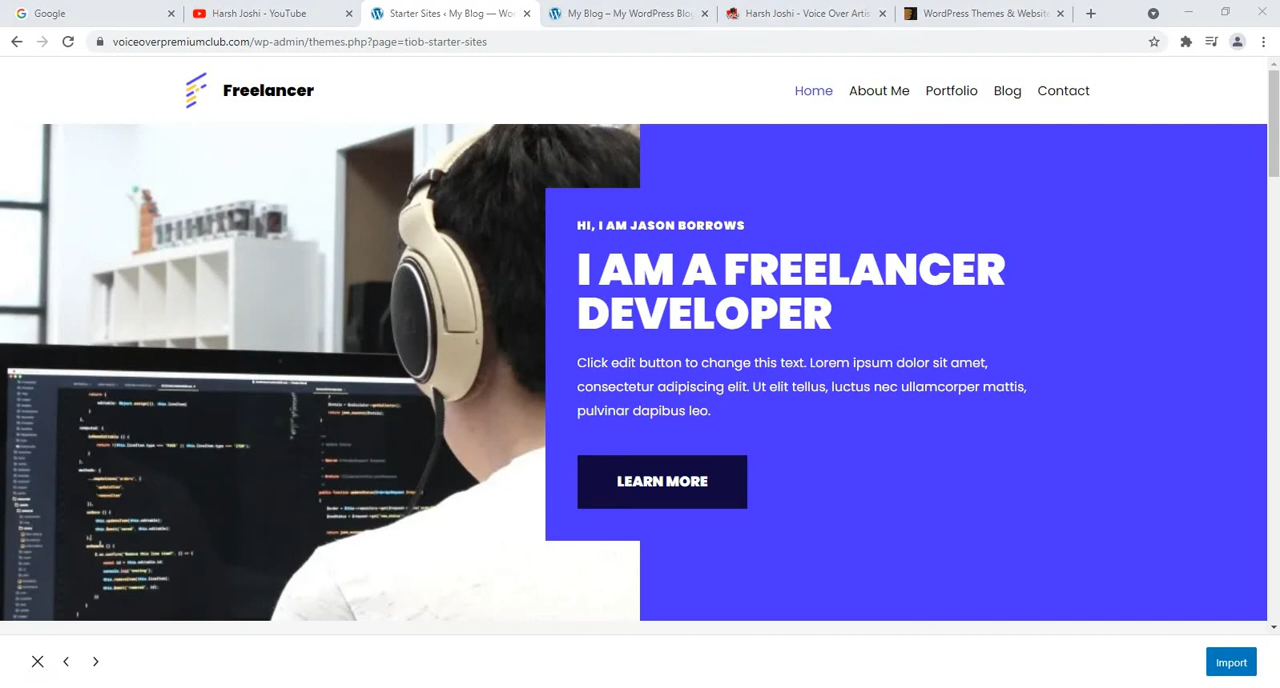 Google
Harsh Joshi - YouTube
Starter Sites ‹ My Blog — Wo
My Blog – My WordPress Blo
Harsh Joshi - Voice Over Artis
WordPress Themes & Website
voiceoverpremiumclub.com/wp-admin/themes.php?page=tiob-starter-sites
Freelancer
Home About Me Portfolio Blog Contact
HI, I AM JASON BORROWS
I AM A FREELANCER
DEVELOPER
Click edit button to change this text. Lorem ipsum dolor sit amet,
consectetur adipiscing elit. Ut elit tellus, luctus nec ullamcorper mattis,
pulvinar dapibus leo.
LEARN MORE
Import